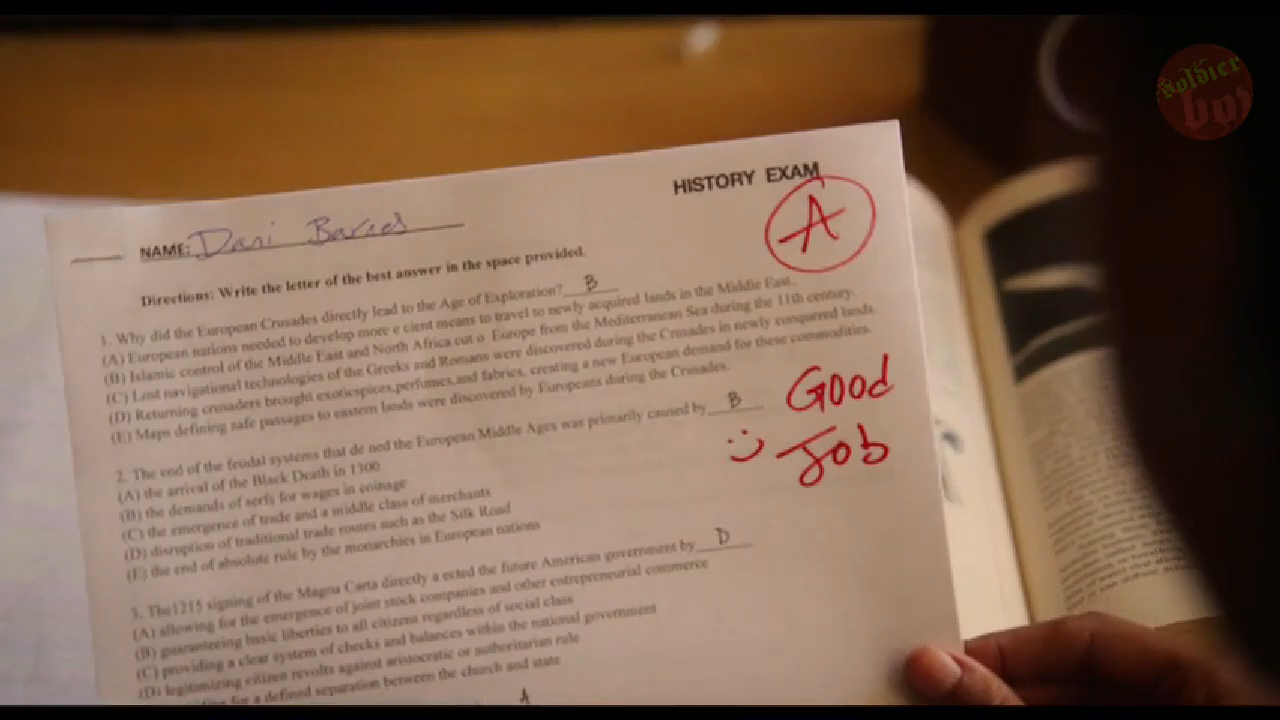 soldier
boy
HISTORY EXAM
A
NAME: Dani Barnes
Directions: Write the letter of the best answer in the space provided.
1. Why did the European Crusades directly lead to the Age of Exploration? B
(A) European nations needed to develop more e cient means to travel to newly acquired lands in the Middle East.
(B) Islamic control of the Middle East and North Africa cut o Europe from the Mediterranean Sea during the 11th century.
(C) Lost navigational technologies of the Greeks and Romans were discovered during the Crusades in newly conquered lands.
(D) Returning crusaders brought exoticspices,perfumes,and fabrics, creating a new European demand for these commodities.
(E) Maps defining safe passages to eastern lands were discovered by Europeans during the Crusades.
Good
Job
2. The end of the feudal systems that de ned the European Middle Ages was primarily caused by B
(A) the arrival of the Black Death in 1300
(B) the demands of serfs for wages in coinage
(C) the emergence of trade and a middle class of merchants
(D) disruption of traditional trade routes such as the Silk Road
(E) the end of absolute rule by the monarchies in European nations
3. The1215 signing of the Magna Carta directly a ected the future American government by D
(A) allowing for the emergence of joint stock companies and other entrepreneurial commerce
(B) guaranteeing basic liberties to all citizens regardless of social class
(C) providing a clear system of checks and balances within the national government
(D) legitimizing citizen revolts against aristocratic or authoritarian rule
for a defined separation between the church and state
A